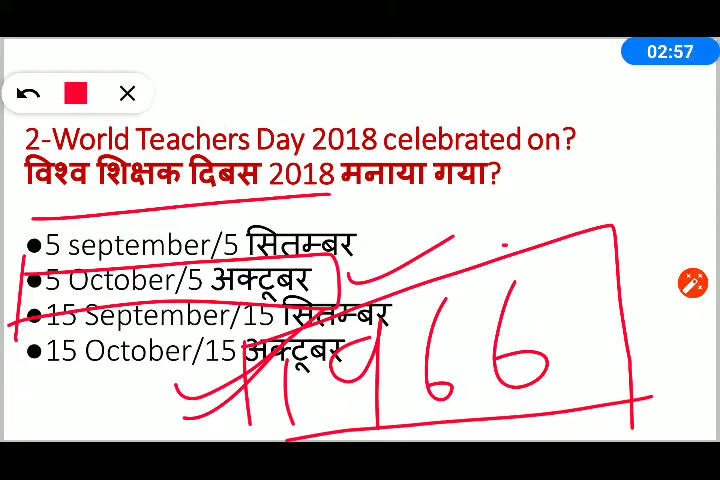 02:57
2-World Teachers Day 2018 celebrated on?
विश्व शिक्षक दिबस 2018 मनाया गया?
●5 september/5 सितम्बर
●5 October/5 अक्टूबर
●15 September/15 सितम्बर
●15 October/15 अक्टूबर
1966